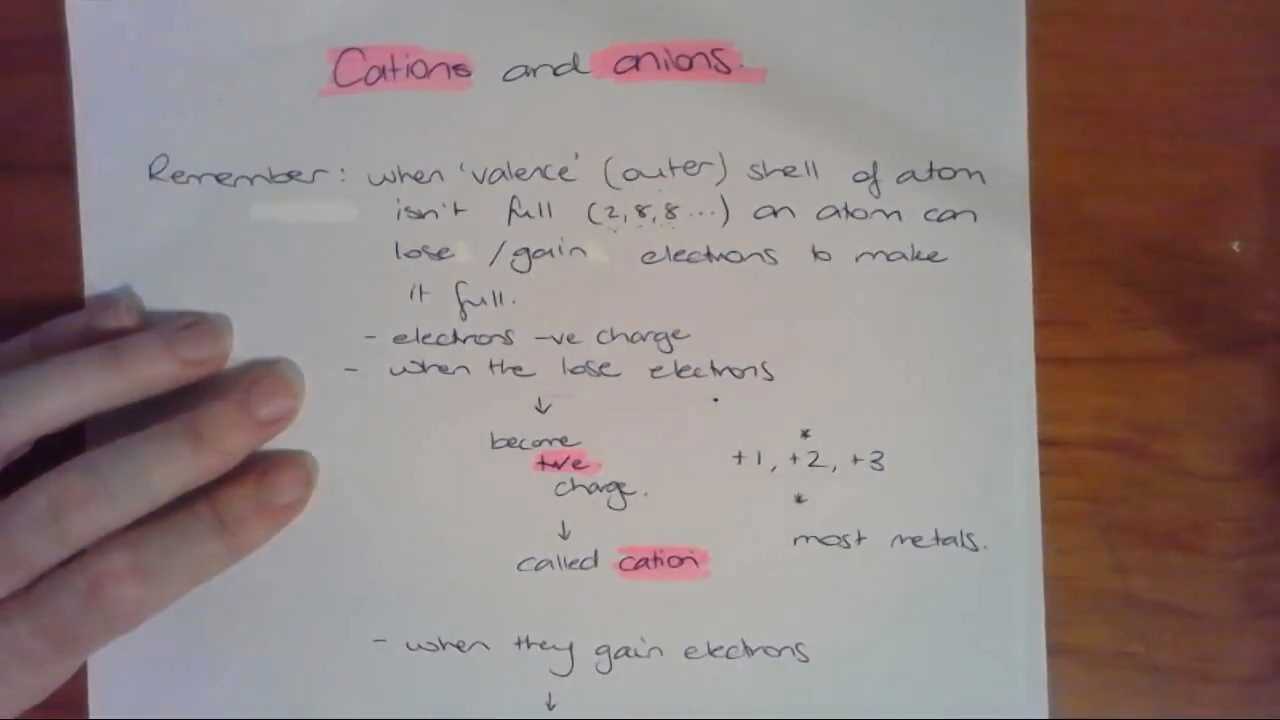 Cations and anions.
Remember: when 'valence' (outer) shell of atom
isn't full (2,8,8...) an atom can
lose /gain electrons to make
it full.
- electrons -ve charge
- when the lose electrons
↓
become
+ve
charge.
+1, +2, +3
most metals.
↓
called cation
- when they gain electrons
↓